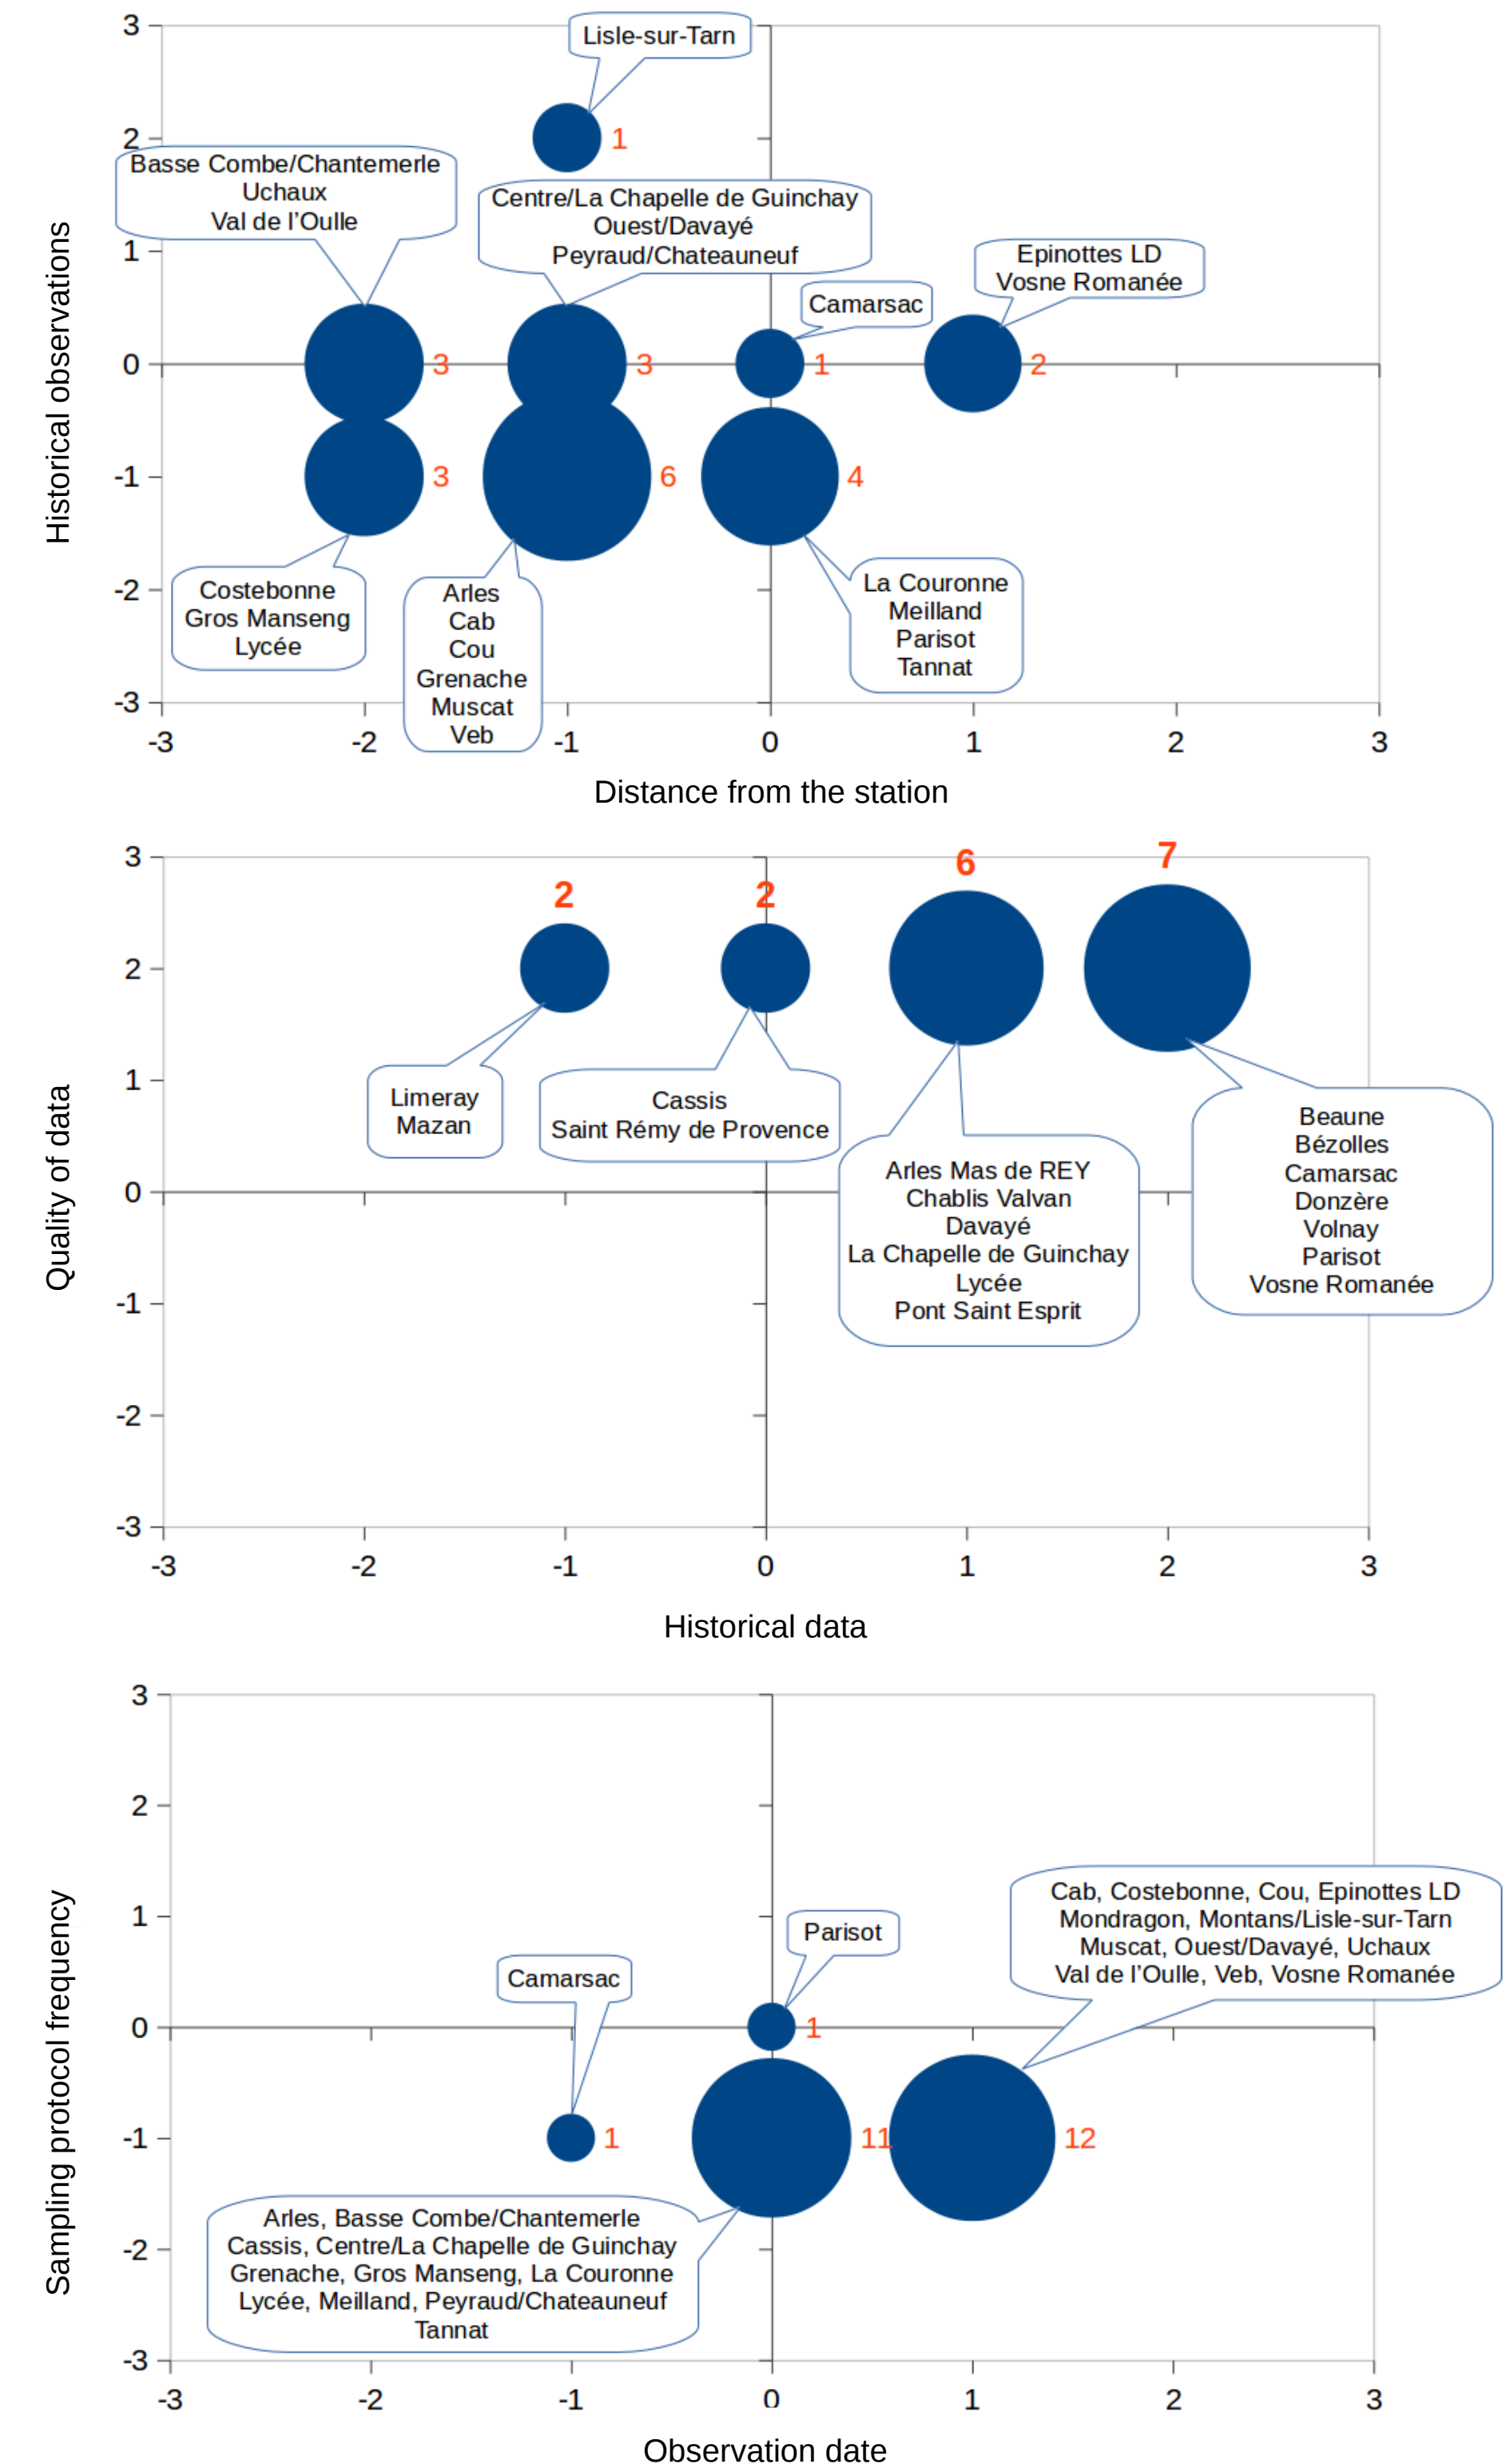 3
Lisle-sur-Tarn
2
1
Basse Combe/Chantemerle
Uchaux
Val de l’Oulle
Centre/La Chapelle de Guinchay
Ouest/Davayé
Peyraud/Chateauneuf
1
Epinottes LD
Vosne Romanée
Camarsac
Historical observations
0
3
3
1
2
-1
3
6
4
-2
Costebonne
Gros Manseng
Lycée
Arles
Cab
Cou
Grenache
Muscat
Veb
La Couronne
Meilland
Parisot
Tannat
-3
-3
-2
-1
0
1
2
3
Distance from the station
3
2
2
6
7
2
1
Limeray
Mazan
Cassis
Saint Rémy de Provence
Arles Mas de REY
Chablis Valvan
Davayé
La Chapelle de Guinchay
Lycée
Pont Saint Esprit
Beaune
Bézolles
Camarsac
Donzère
Volnay
Parisot
Vosne Romanée
Quality of data
0
-1
-2
-3
-3
-2
-1
0
1
2
3
Historical data
3
2
1
Camarsac
Parisot
Cab, Costebonne, Cou, Epinottes LD
Mondragon, Montans/Lisle-sur-Tarn
Muscat, Ouest/Davayé, Uchaux
Val de l’Oulle, Veb, Vosne Romanée
Sampling protocol frequency
0
1
-1
1
11
12
-2
Arles, Basse Combe/Chantemerle
Cassis, Centre/La Chapelle de Guinchay
Grenache, Gros Manseng, La Couronne
Lycée, Meilland, Peyraud/Chateauneuf
Tannat
-3
-3
-2
-1
0
1
2
3
Observation date